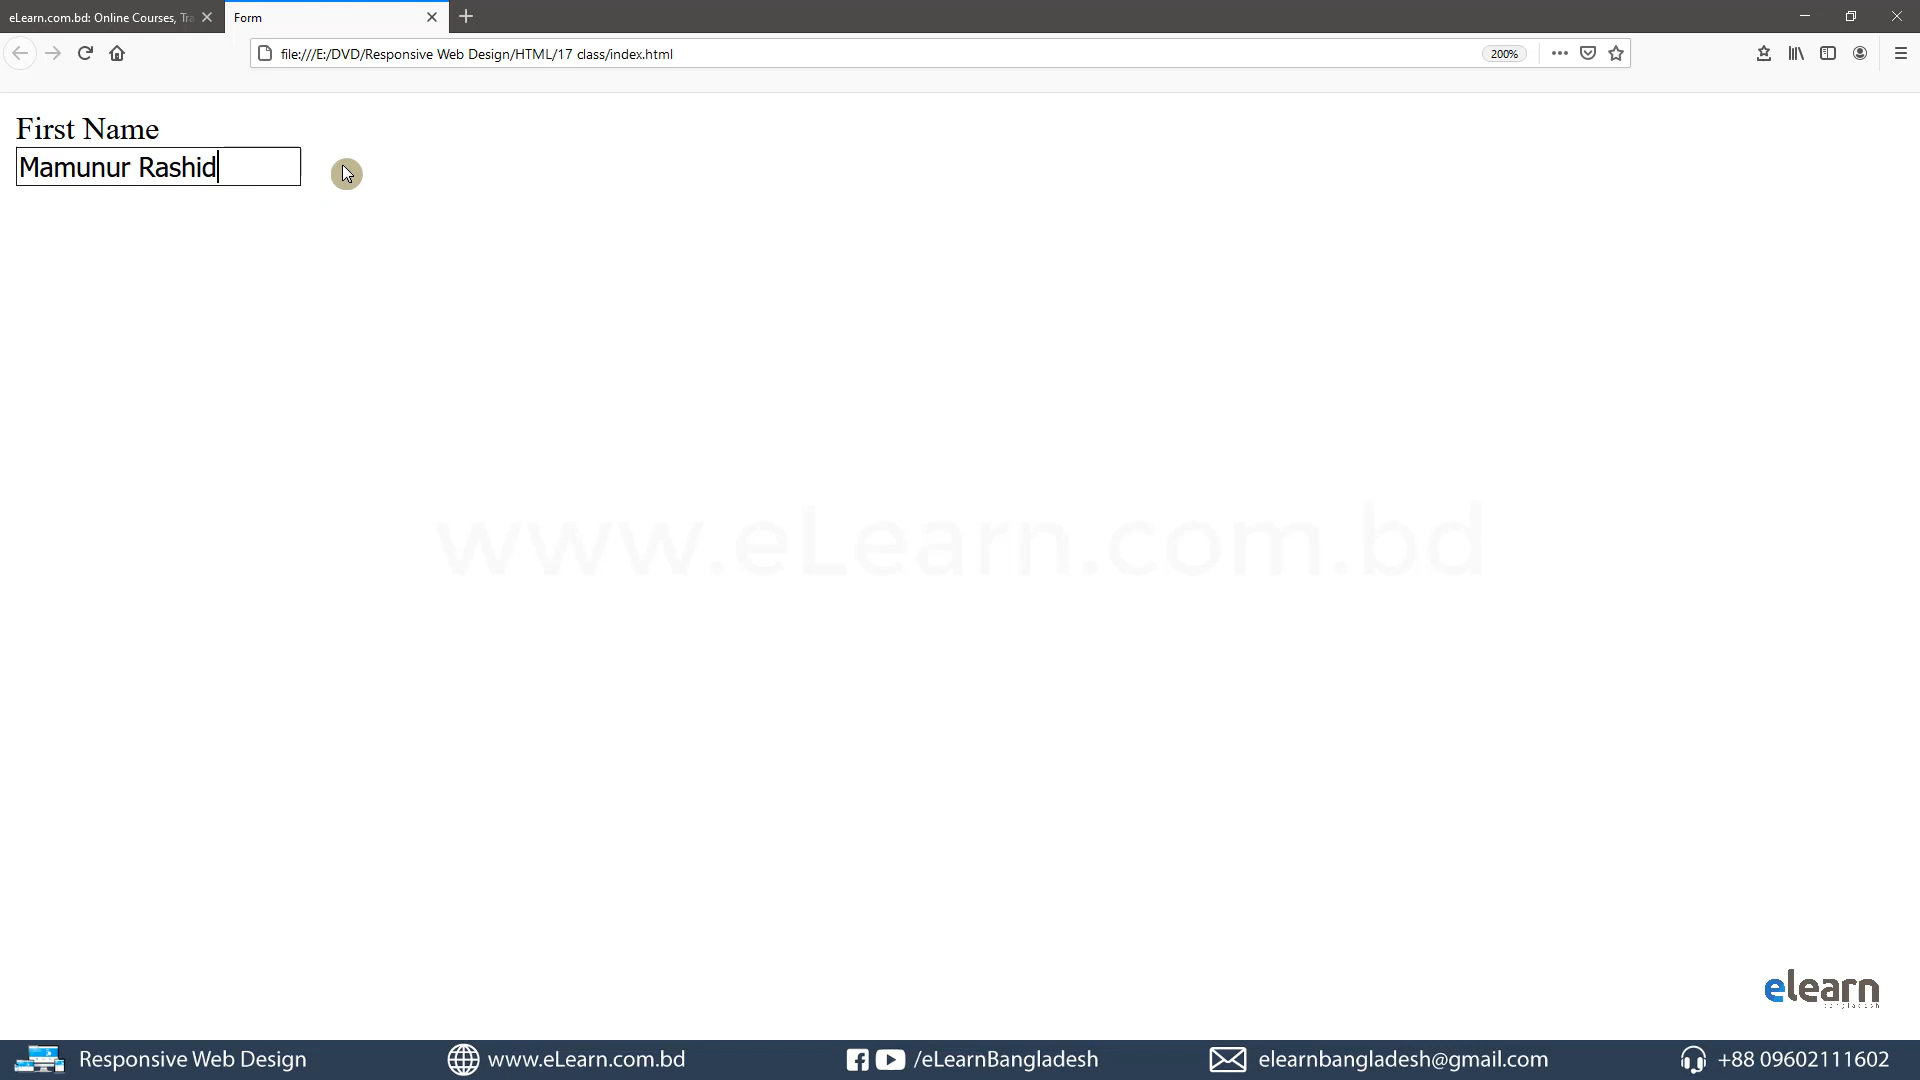 eLearn.com.bd: Online Courses, Tra
Form
file:///E:/DVD/Responsive Web Design/HTML/17 class/index.html
200%
First Name
Mamunur Rashid
www.eLearn.com.bd
elearn
bangladesh
Responsive Web Design
www.eLearn.com.bd
/eLearnBangladesh
elearnbangladesh@gmail.com
+88 09602111602